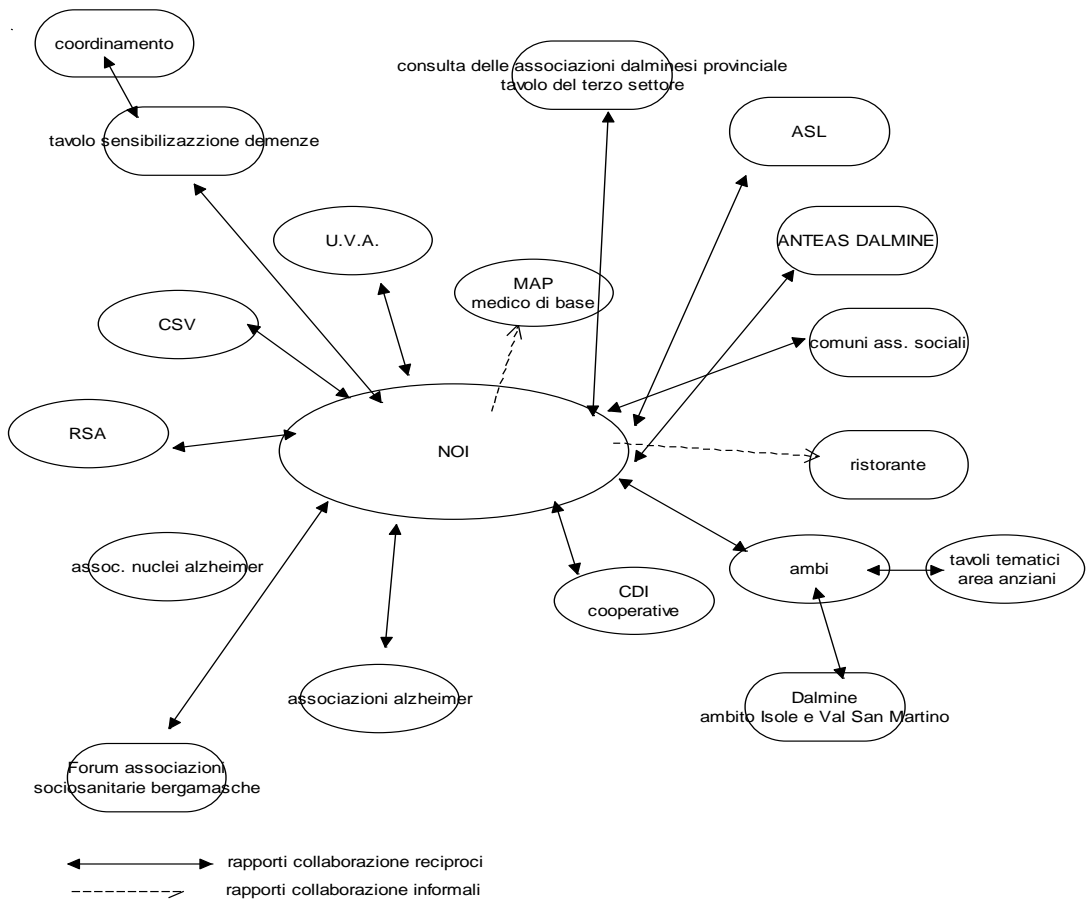 coordinamento
consulta delle associazioni dalminesi provinciale
tavolo del terzo settore
tavolo sensibilizazzione demenze
ASL
U.V.A.
ANTEAS DALMINE
MAP
medico di base
CSV
comuni ass. sociali
RSA
NOI
ristorante
assoc. nuclei alzheimer
ambi
tavoli tematici
area anziani
CDI
cooperative
associazioni alzheimer
Dalmine
ambito Isole e Val San Martino
Forum associazioni
sociosanitarie bergamasche
rapporti collaborazione reciproci
rapporti collaborazione informali